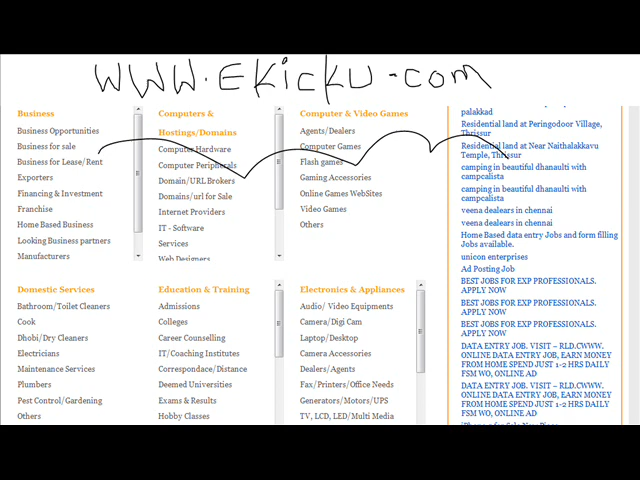 www.Ekicku.com
Business
Business Opportunities
Business for sale
Business for Lease/Rent
Exporters
Financing & Investment
Franchise
Home Based Business
Looking Business partners
Manufacturers
Computers &
Hostings/Domains
Computer Hardware
Computer Peripherals
Domain/URL Brokers
Domains/url for Sale
Internet Providers
IT - Software
Services
Web Designers
Computer & Video Games
Agents/Dealers
Computer Games
Flash games
Gaming Accessories
Online Games WebSites
Video Games
Others
palakkad
Residential land at Peringodoor Village,
Thrissur
Residential land at Near Naithalakkavu
Temple, Thrissur
camping in beautiful dhanaulti with
campcalista
camping in beautiful dhanaulti with
campcalista
veena dealears in chennai
veena dealears in chennai
Home Based data entry Jobs and form filling
Jobs available.
unicon enterprises
Ad Posting Job
BEST JOBS FOR EXP PROFESSIONALS.
APPLY NOW
BEST JOBS FOR EXP PROFESSIONALS.
APPLY NOW
BEST JOBS FOR EXP PROFESSIONALS.
APPLY NOW
DATA ENTRY JOB. VISIT – RLD.CWWW.
ONLINE DATA ENTRY JOB, EARN MONEY
FROM HOME SPEND JUST 1-2 HRS DAILY
FSM WO, ONLINE AD
DATA ENTRY JOB. VISIT – RLD.CWWW.
ONLINE DATA ENTRY JOB, EARN MONEY
FROM HOME SPEND JUST 1-2 HRS DAILY
FSM WO, ONLINE AD
Domestic Services
Bathroom/Toilet Cleaners
Cook
Dhobi/Dry Cleaners
Electricians
Maintenance Services
Plumbers
Pest Control/Gardening
Others
Education & Training
Admissions
Colleges
Career Counselling
IT/Coaching Institutes
Correspondace/Distance
Deemed Universities
Exams & Results
Hobby Classes
Electronics & Appliances
Audio/ Video Equipments
Camera/Digi Cam
Laptop/Desktop
Camera Accessories
Dealers/Agents
Fax/Printers/Office Needs
Generators/Motors/UPS
TV, LCD, LED/Multi Media